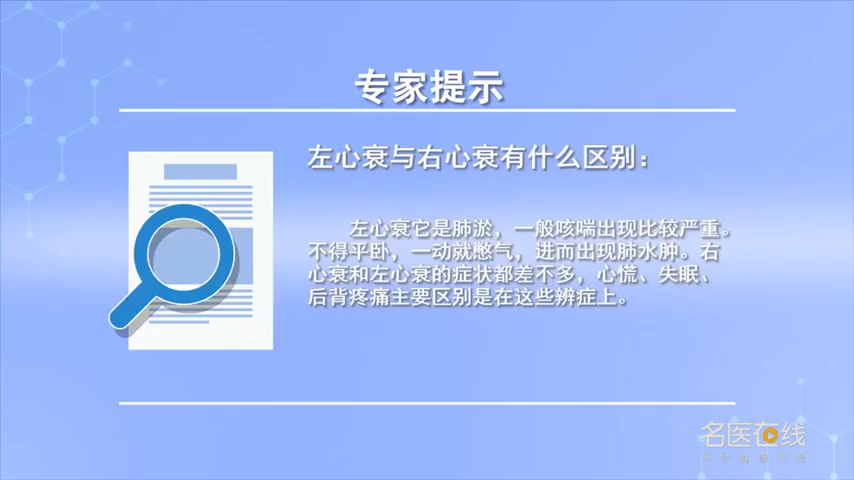 专家提示
左心衰与右心衰有什么区别：
左心衰它是肺淤，一般咳喘出现比较严重。
不得平卧，一动就憋气，进而出现肺水肿。右
心衰和左心衰的症状都差不多，心慌、失眠、
后背疼痛主要区别是在这些辨症上。
名医在线